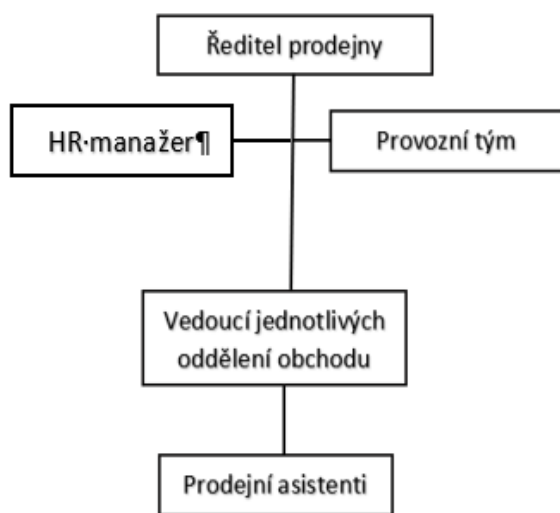 Ředitel prodejny
HR·manažer¶
Provozní tým
Vedoucí jednotlivých
oddělení obchodu
Prodejní asistenti